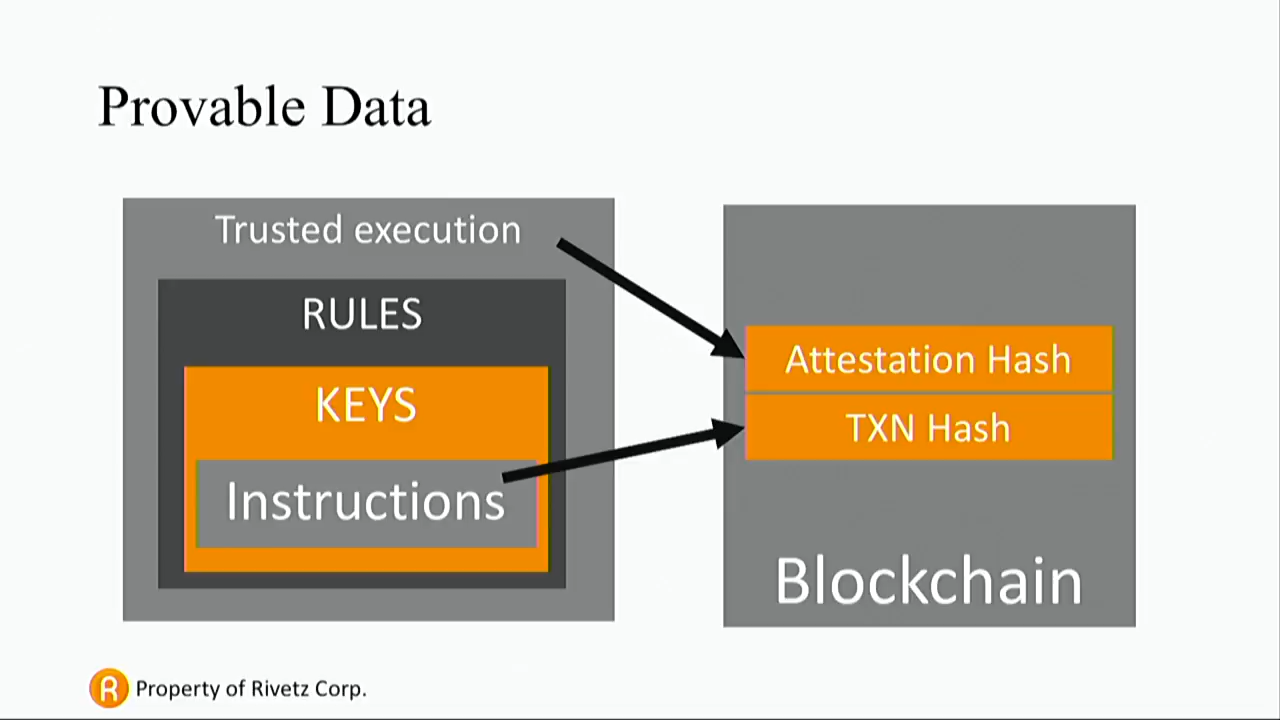 Provable Data
Trusted execution
RULES
KEYS
Instructions
Attestation Hash
TXN Hash
Blockchain
R Property of Rivetz Corp.